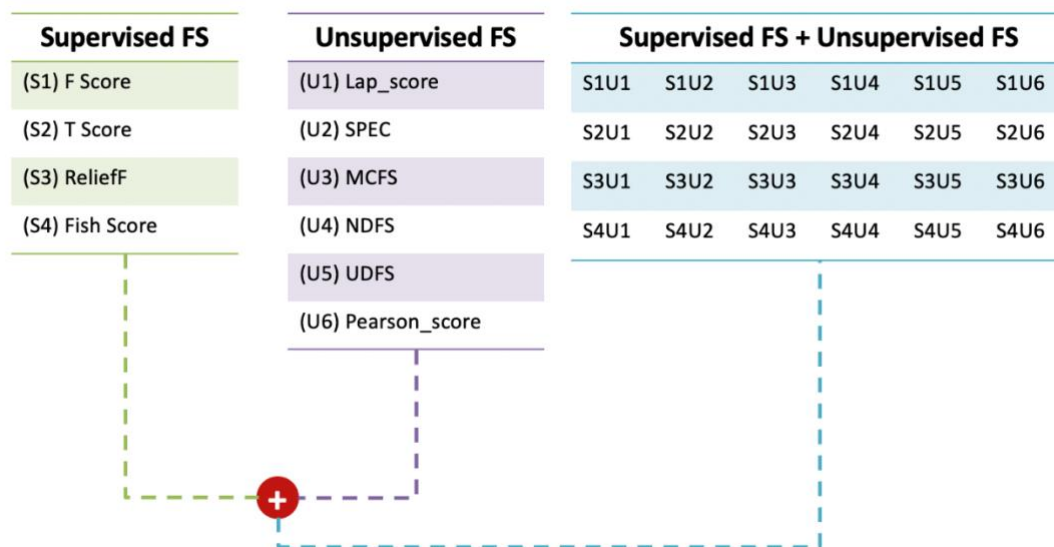 Supervised FS
(S1) F Score
(S2) T Score
(S3) ReliefF
(S4) Fish Score
Unsupervised FS
(U1) Lap_score
(U2) SPEC
(U3) MCFS
(U4) NDFS
(U5) UDFS
(U6) Pearson_score
Supervised FS + Unsupervised FS
S1U1 S1U2 S1U3 S1U4 S1U5 S1U6
S2U1 S2U2 S2U3 S2U4 S2U5 S2U6
S3U1 S3U2 S3U3 S3U4 S3U5 S3U6
S4U1 S4U2 S4U3 S4U4 S4U5 S4U6
+